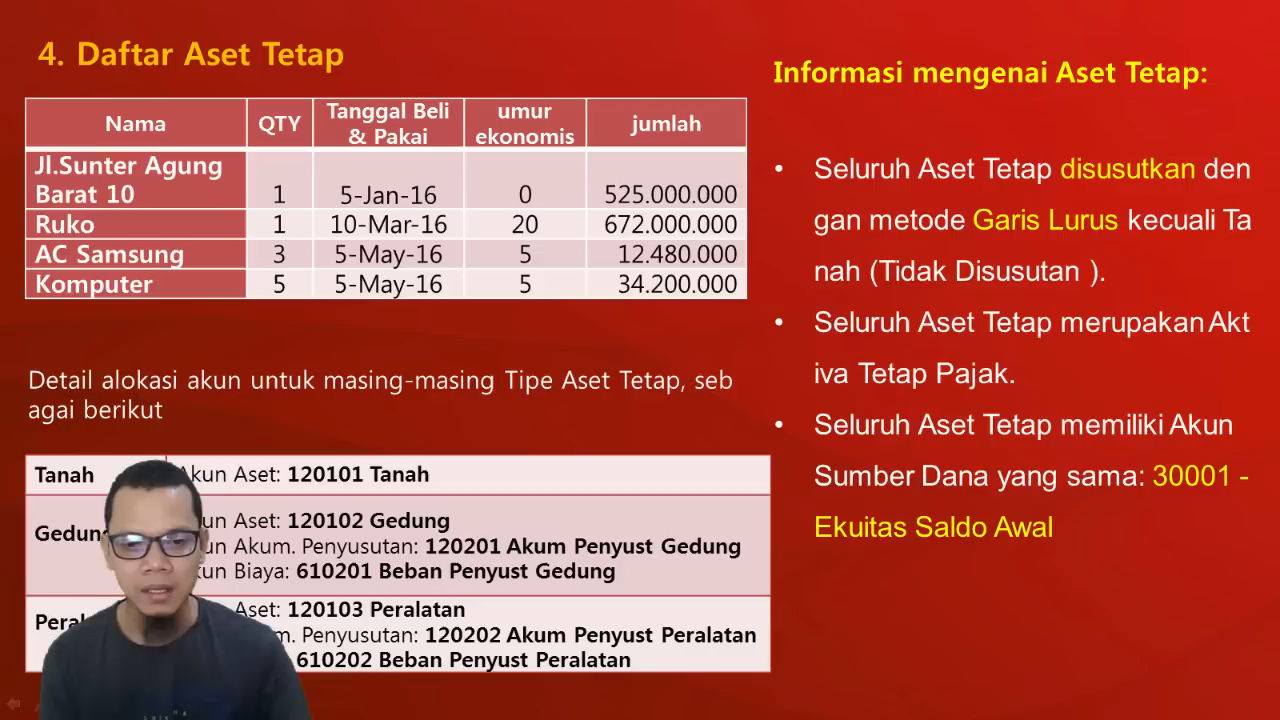 4. Daftar Aset Tetap
Nama QTY Tanggal Beli & Pakai umur ekonomis jumlah
Jl.Sunter Agung
Barat 10 1 5-Jan-16 0 525.000.000
Ruko 1 10-Mar-16 20 672.000.000
AC Samsung 3 5-May-16 5 12.480.000
Komputer 5 5-May-16 5 34.200.000
Detail alokasi akun untuk masing-masing Tipe Aset Tetap, seb
agai berikut
Tanah Akun Aset: 120101 Tanah
Gedung
un Aset: 120102 Gedung
un Akum. Penyusutan: 120201 Akum Penyust Gedung
un Biaya: 610201 Beban Penyust Gedung
Peral
Aset: 120103 Peralatan
m. Penyusutan: 120202 Akum Penyust Peralatan
610202 Beban Penyust Peralatan
Informasi mengenai Aset Tetap:
• Seluruh Aset Tetap disusutkan den
gan metode Garis Lurus kecuali Ta
nah (Tidak Disusutan ).
• Seluruh Aset Tetap merupakan Akt
iva Tetap Pajak.
• Seluruh Aset Tetap memiliki Akun
Sumber Dana yang sama: 30001 -
Ekuitas Saldo Awal